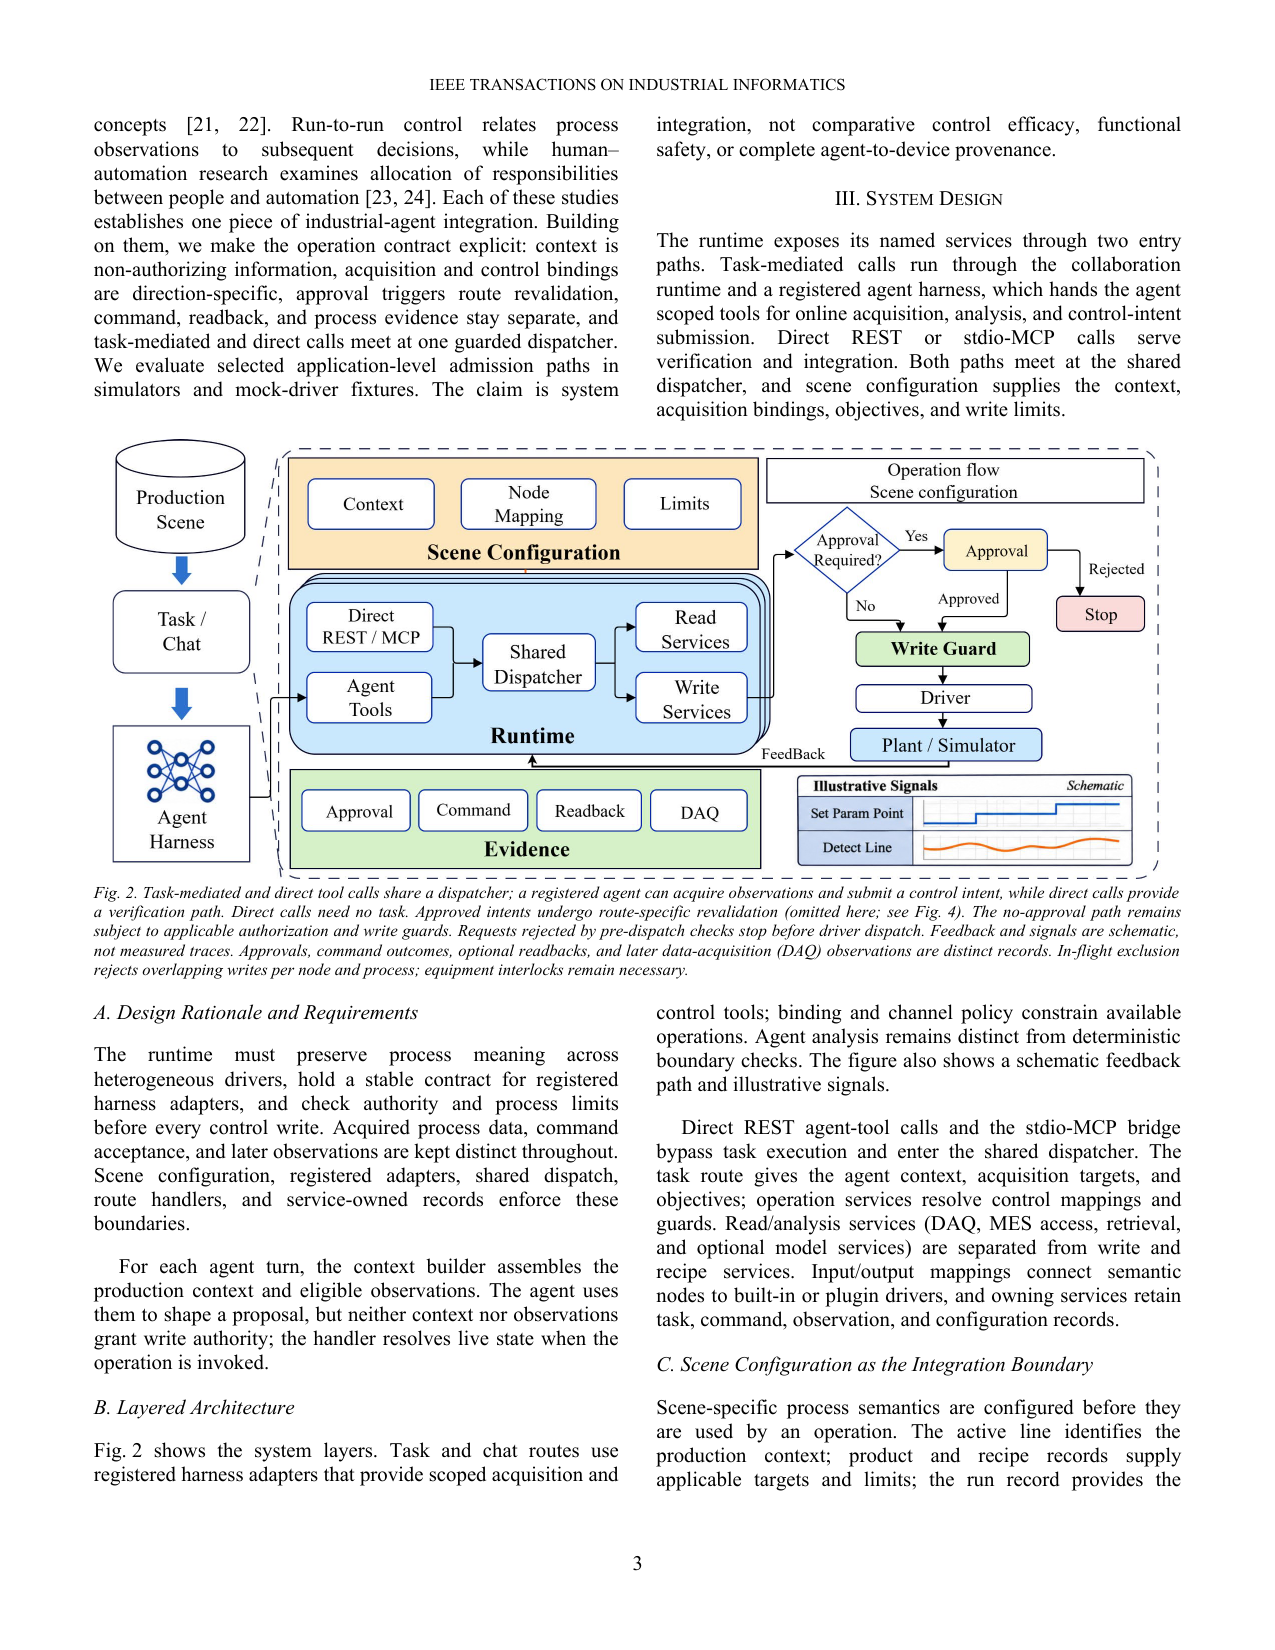 IEEE TRANSACTIONS ON INDUSTRIAL INFORMATICS
concepts [21, 22]. Run-to-run control relates process
observations to subsequent decisions, while human–
automation research examines allocation of responsibilities
between people and automation [23, 24]. Each of these studies
establishes one piece of industrial-agent integration. Building
on them, we make the operation contract explicit: context is
non-authorizing information, acquisition and control bindings
are direction-specific, approval triggers route revalidation,
command, readback, and process evidence stay separate, and
task-mediated and direct calls meet at one guarded dispatcher.
We evaluate selected application-level admission paths in
simulators and mock-driver fixtures. The claim is system
integration, not comparative control efficacy, functional
safety, or complete agent-to-device provenance.
III. SYSTEM DESIGN
The runtime exposes its named services through two entry
paths. Task-mediated calls run through the collaboration
runtime and a registered agent harness, which hands the agent
scoped tools for online acquisition, analysis, and control-intent
submission. Direct REST or stdio-MCP calls serve
verification and integration. Both paths meet at the shared
dispatcher, and scene configuration supplies the context,
acquisition bindings, objectives, and write limits.
Production
Scene
Task /
Chat
Agent
Harness
Context
Node
Mapping
Limits
Scene Configuration
Direct
REST / MCP
Agent
Tools
Shared
Dispatcher
Read
Services
Write
Services
Runtime
Approval
Command
Readback
DAQ
Evidence
Operation flow
Scene configuration
Approval
Required?
Yes
Approval
Rejected
Stop
No
Approved
Write Guard
Driver
Plant / Simulator
FeedBack
Illustrative Signals
Schematic
Set Param Point
Detect Line
Fig. 2. Task-mediated and direct tool calls share a dispatcher; a registered agent can acquire observations and submit a control intent, while direct calls provide
a verification path. Direct calls need no task. Approved intents undergo route-specific revalidation (omitted here; see Fig. 4). The no-approval path remains
subject to applicable authorization and write guards. Requests rejected by pre-dispatch checks stop before driver dispatch. Feedback and signals are schematic,
not measured traces. Approvals, command outcomes, optional readbacks, and later data-acquisition (DAQ) observations are distinct records. In-flight exclusion
rejects overlapping writes per node and process; equipment interlocks remain necessary.
A. Design Rationale and Requirements
The runtime must preserve process meaning across
heterogeneous drivers, hold a stable contract for registered
harness adapters, and check authority and process limits
before every control write. Acquired process data, command
acceptance, and later observations are kept distinct throughout.
Scene configuration, registered adapters, shared dispatch,
route handlers, and service-owned records enforce these
boundaries.
For each agent turn, the context builder assembles the
production context and eligible observations. The agent uses
them to shape a proposal, but neither context nor observations
grant write authority; the handler resolves live state when the
operation is invoked.
B. Layered Architecture
Fig. 2 shows the system layers. Task and chat routes use
registered harness adapters that provide scoped acquisition and
control tools; binding and channel policy constrain available
operations. Agent analysis remains distinct from deterministic
boundary checks. The figure also shows a schematic feedback
path and illustrative signals.
Direct REST agent-tool calls and the stdio-MCP bridge
bypass task execution and enter the shared dispatcher. The
task route gives the agent context, acquisition targets, and
objectives; operation services resolve control mappings and
guards. Read/analysis services (DAQ, MES access, retrieval,
and optional model services) are separated from write and
recipe services. Input/output mappings connect semantic
nodes to built-in or plugin drivers, and owning services retain
task, command, observation, and configuration records.
C. Scene Configuration as the Integration Boundary
Scene-specific process semantics are configured before they
are used by an operation. The active line identifies the
production context; product and recipe records supply
applicable targets and limits; the run record provides the
3